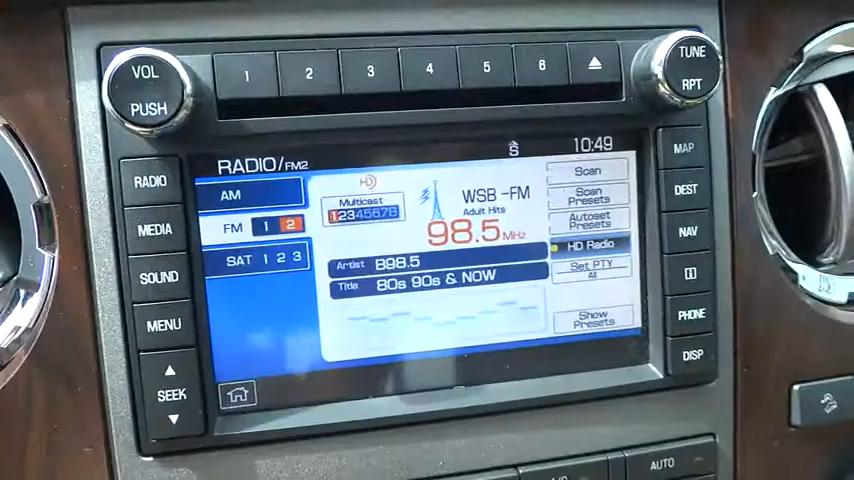 VOL
PUSH
1 2 3 4 5 6
TUNE
RPT
RADIO
MEDIA
SOUND
MENU
SEEK
RADIO/FM2
S
10:49
AM
FM 1 2
SAT 1 2 3
HD
Multicast
12345678
WSB -FM
Adult Hits
98.5 MHz
Artist B98.5
Title 80s 90s & NOW
Scan
Scan
Presets
Autoset
Presets
HD Radio
Set PTY
All
Show
Presets
MAP
DEST
NAV
i
PHONE
DISP
AUTO